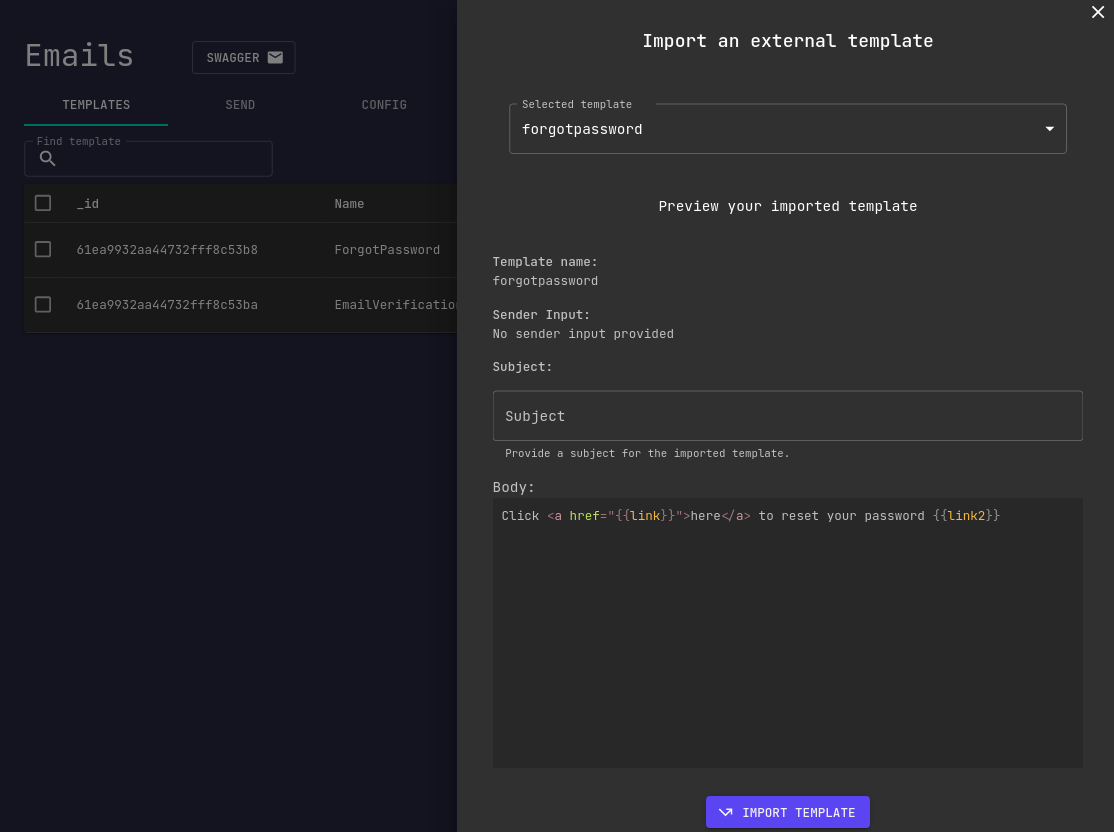 Emails
SWAGGER
TEMPLATES SEND CONFIG
Find template
_id Name
61ea9932aa44732fff8c53b8 ForgotPassword
61ea9932aa44732fff8c53ba EmailVerification
Import an external template
Selected template
forgotpassword
Preview your imported template
Template name:
forgotpassword
Sender Input:
No sender input provided
Subject:
Subject
Provide a subject for the imported template.
Body:
Click <a href="{{link}}">here</a> to reset your password {{link2}}
IMPORT TEMPLATE